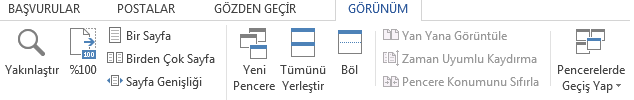 BAŞVURULAR POSTALAR GÖZDEN GEÇİR GÖRÜNÜM
Yakınlaştır
100
%100
Bir Sayfa
Birden Çok Sayfa
Sayfa Genişliği
Yeni
Pencere
Tümünü
Yerleştir
Böl
Yan Yana Görüntüle
Zaman Uyumlu Kaydırma
Pencere Konumunu Sıfırla
Pencerelerde
Geçiş Yap